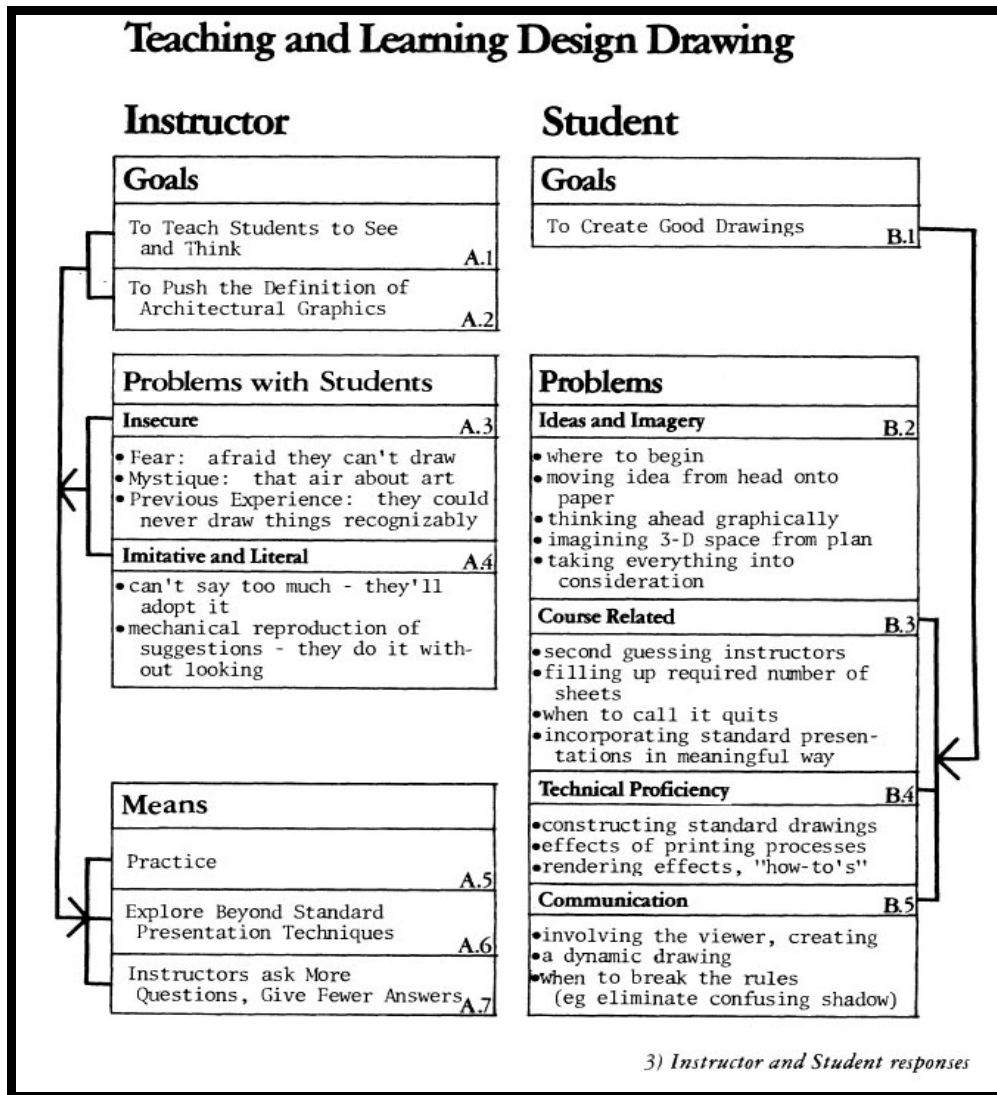 Teaching and Learning Design Drawing
Instructor
Goals
To Teach Students to See
and Think
A.1
To Push the Definition of
Architectural Graphics
A.2
Problems with Students
Insecure
A.3
• Fear: afraid they can't draw
• Mystique: that air about art
• Previous Experience: they could
never draw things recognizably
Imitative and Literal
A.4
• can't say too much - they'll
adopt it
• mechanical reproduction of
suggestions - they do it with-
out looking
Means
Practice
A.5
Explore Beyond Standard
Presentation Techniques
A.6
Instructors ask More
Questions, Give Fewer Answers
A.7
Student
Goals
To Create Good Drawings
B.1
Problems
Ideas and Imagery
B.2
• where to begin
• moving idea from head onto
paper
• thinking ahead graphically
• imagining 3-D space from plan
• taking everything into
consideration
Course Related
B.3
• second guessing instructors
• filling up required number of
sheets
• when to call it quits
• incorporating standard presen-
tations in meaningful way
Technical Proficiency
B.4
• constructing standard drawings
• effects of printing processes
• rendering effects, "how-to's"
Communication
B.5
• involving the viewer, creating
• a dynamic drawing
• when to break the rules
(eg eliminate confusing shadow)
3) Instructor and Student responses